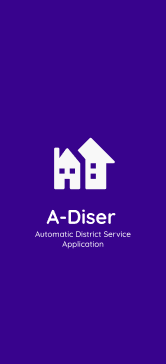 A-Diser
Automatic District Service
Application